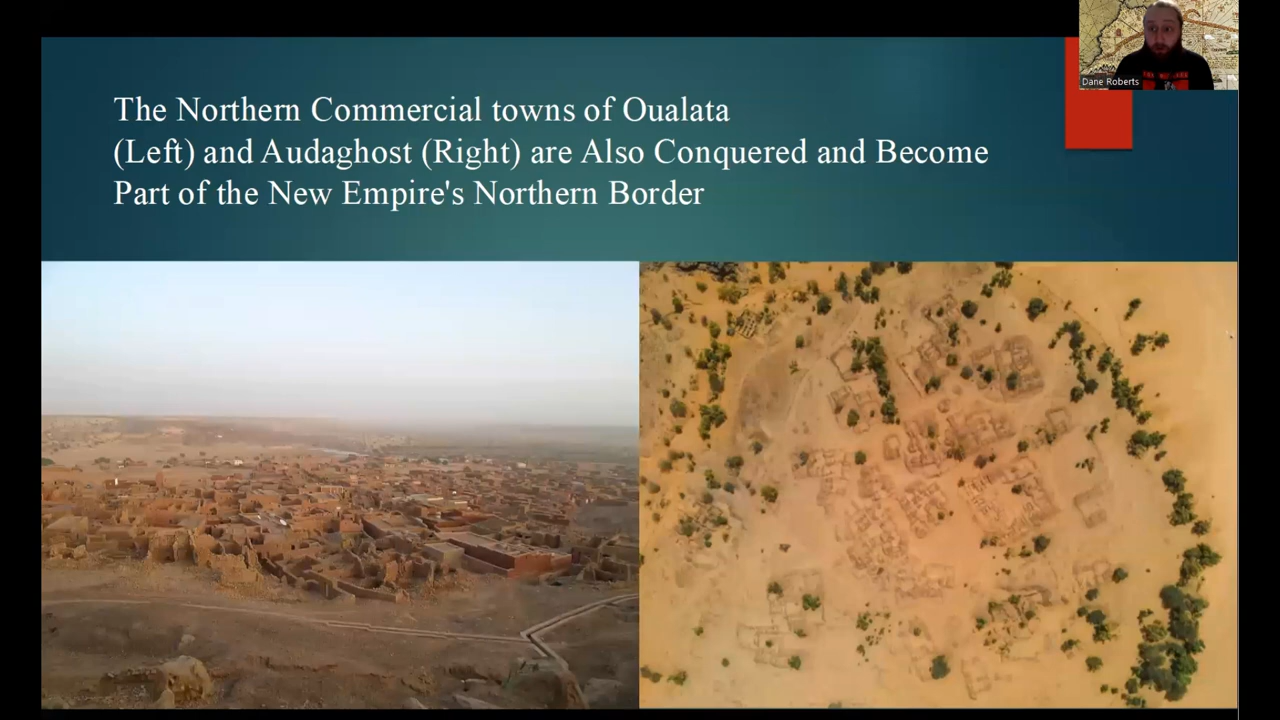 The Northern Commercial towns of Oualata
(Left) and Audaghost (Right) are Also Conquered and Become
Part of the New Empire's Northern Border
Dane Roberts